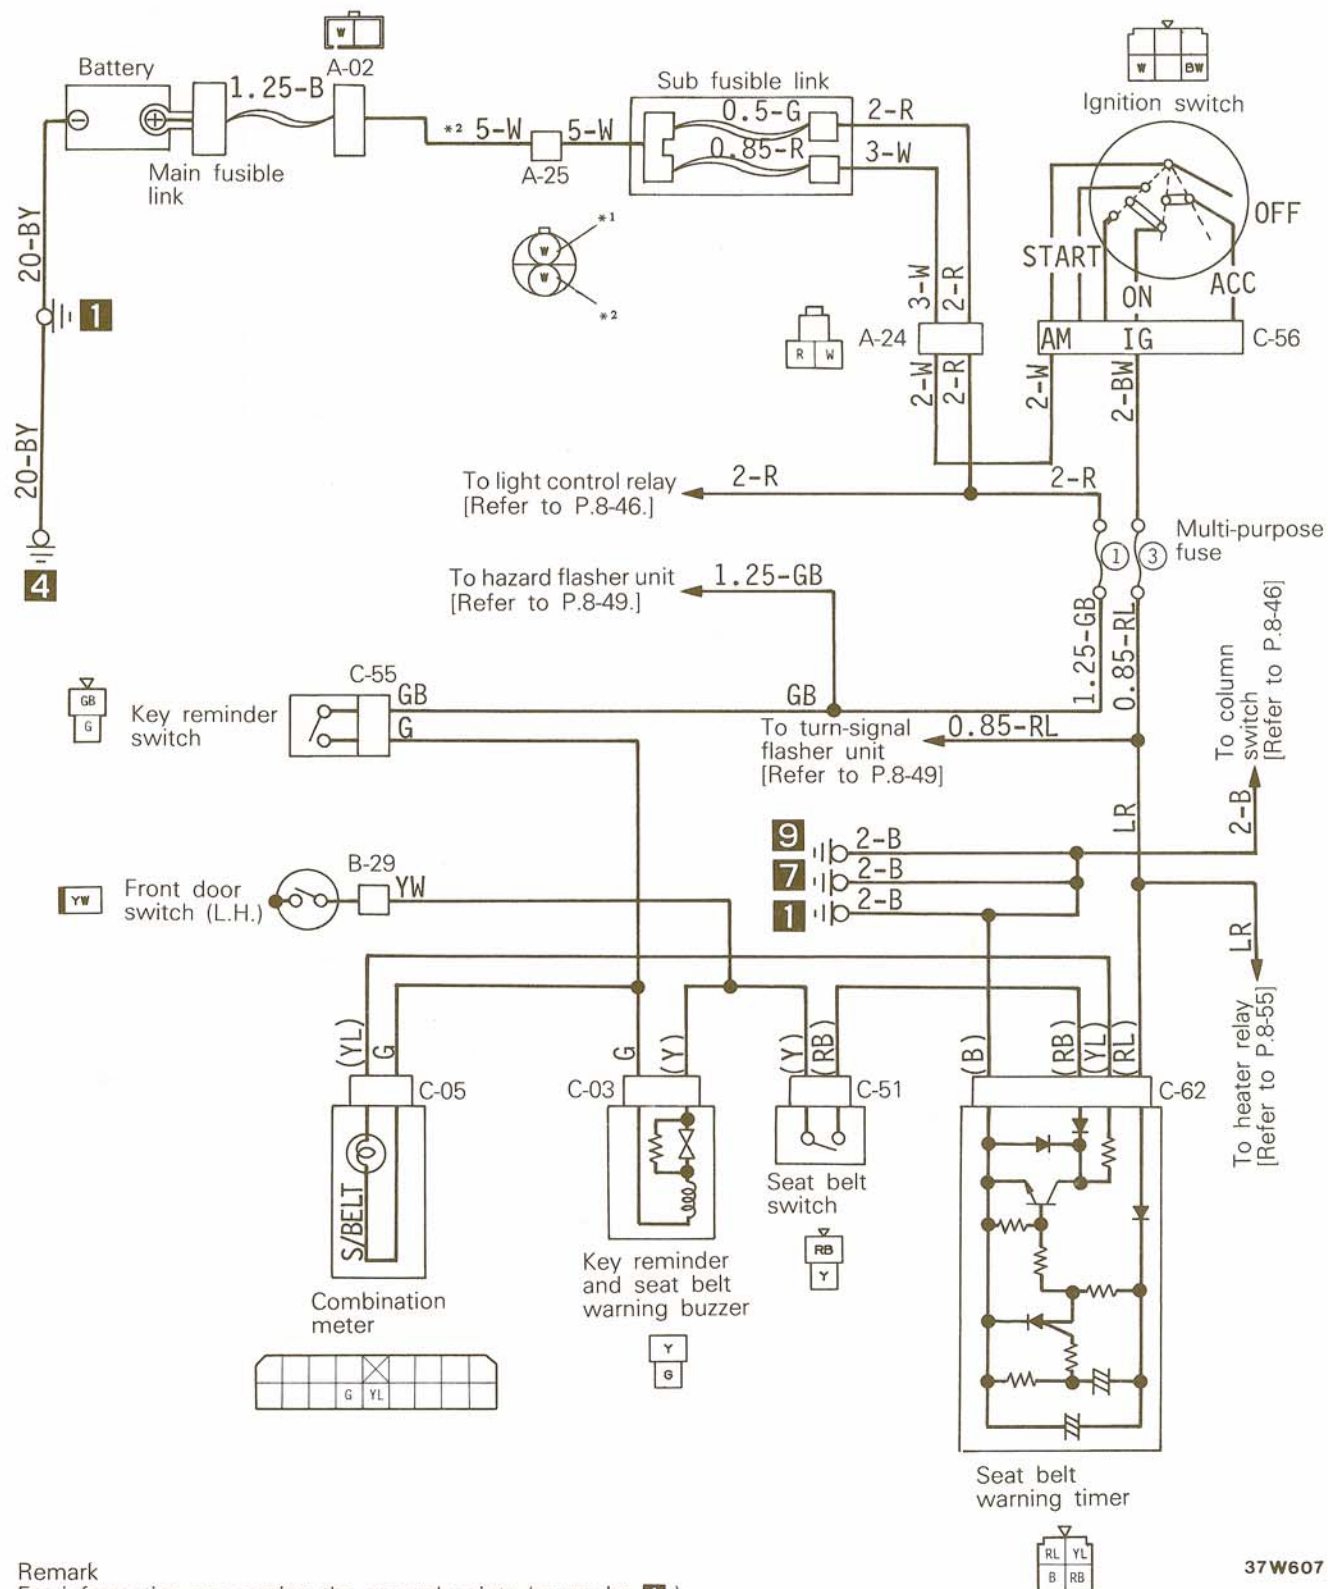 W
A-02
Battery
1.25-B
Main fusible
link
*2 5-W
5-W
A-25
Sub fusible link
0.5-G
2-R
0.85-R
3-W
W
BW
Ignition switch
OFF
START
ON
ACC
AM
IG
C-56
20-BY
1
20-BY
4
W
*1
W
*2
3-W
2-R
R
W
A-24
2-W
2-R
2-W
2-BW
To light control relay
[Refer to P.8-46.]
2-R
2-R
Multi-purpose
fuse
1
3
To hazard flasher unit
[Refer to P.8-49.]
1.25-GB
1.25-GB
0.85-RL
To column
switch
[Refer to P.8-46]
C-55
GB
G
Key reminder
switch
GB
G
GB
To turn-signal
flasher unit
[Refer to P.8-49]
0.85-RL
LR
2-B
9
2-B
7
2-B
1
2-B
B-29
YW
Front door
switch (L.H.)
YW
LR
To heater relay
[Refer to P.8-55]
(YL)
G
G
(Y)
(Y)
(RB)
(B)
(RB)
(YL)
(RL)
C-05
C-03
C-51
C-62
S/BELT
Seat belt
switch
RB
Y
Key reminder
and seat belt
warning buzzer
Y
G
Combination
meter
G
YL
Seat belt
warning timer
RL
YL
B
RB
Remark
37W607